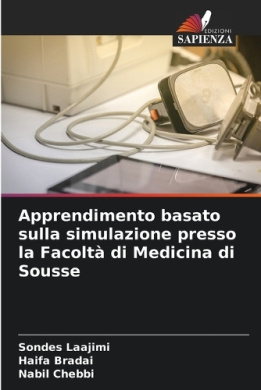 EDIZIONI
SAPIENZA
Apprendimento basato
sulla simulazione presso
la Facoltà di Medicina di
Sousse
Sondes Laajimi
Haifa Bradai
Nabil Chebbi